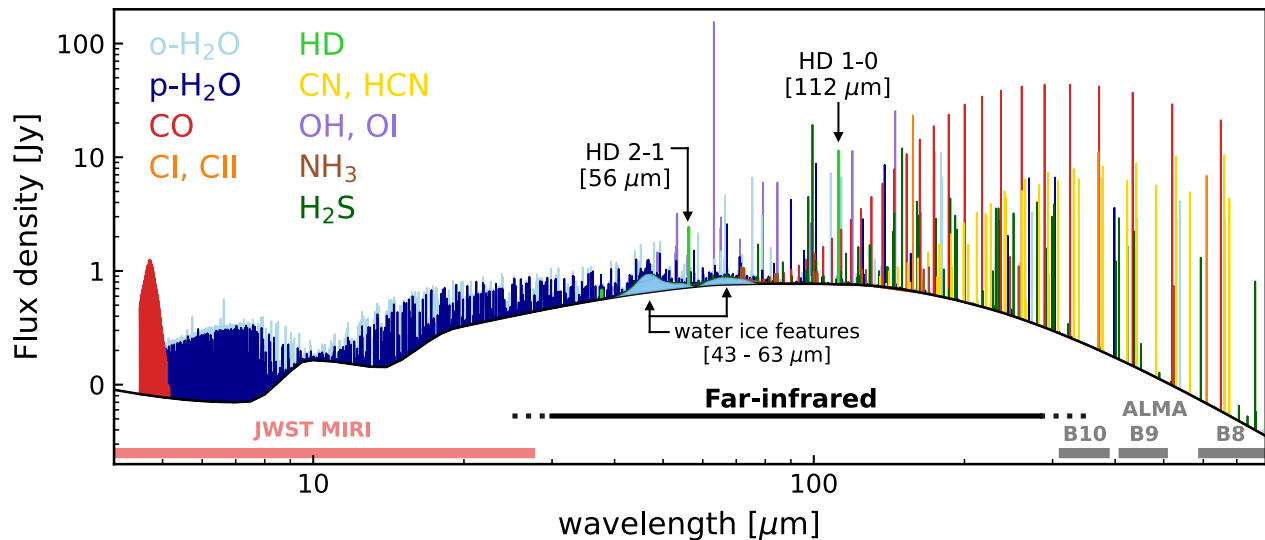 o-H₂O
p-H₂O
CO
CI, CII
HD
CN, HCN
OH, OI
NH₃
H₂S
HD 2-1
[56 μm]
HD 1-0
[112 μm]
water ice features
[43 - 63 μm]
Far-infrared
JWST MIRI
ALMA
B10 B9 B8
Flux density [Jy]
100
10
1
0
10 100
wavelength [μm]